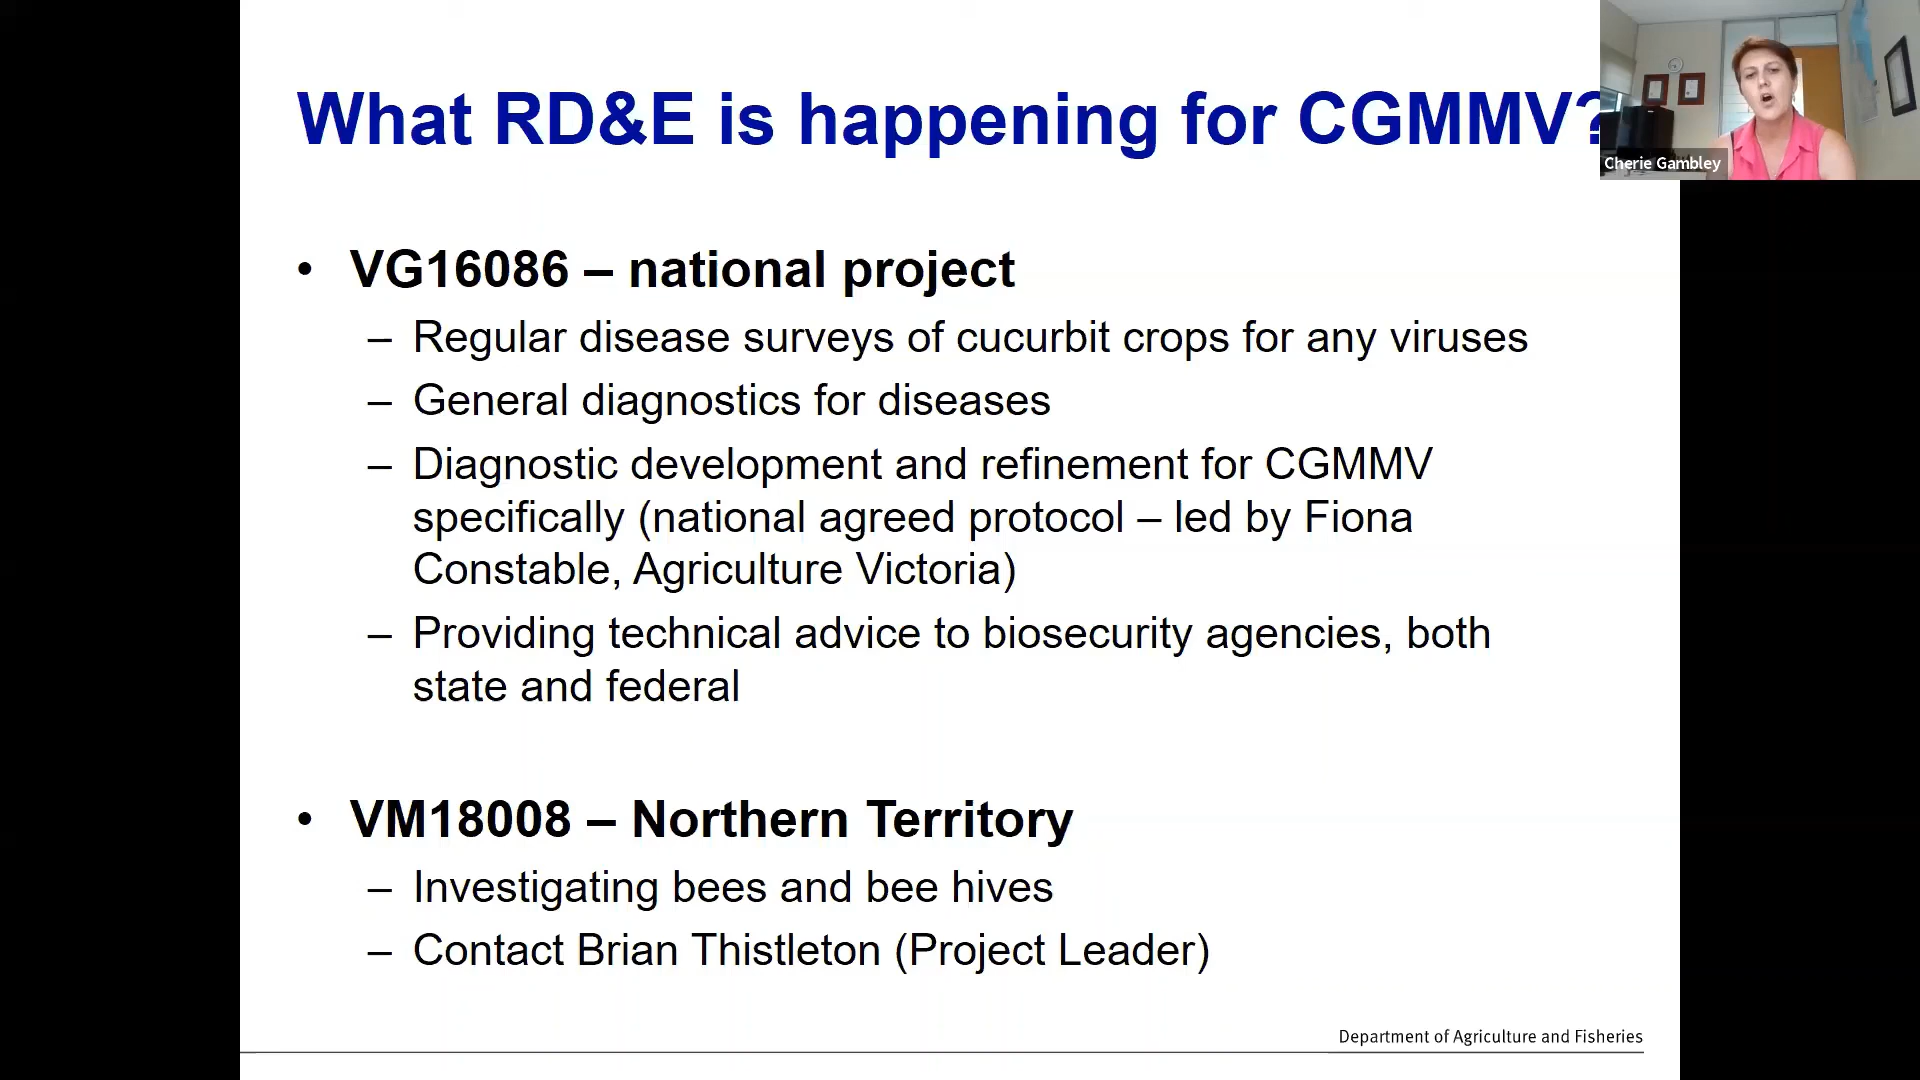 What RD&E is happening for CGMMV?
Cherie Gambley
• VG16086 – national project
– Regular disease surveys of cucurbit crops for any viruses
– General diagnostics for diseases
– Diagnostic development and refinement for CGMMV
specifically (national agreed protocol – led by Fiona
Constable, Agriculture Victoria)
– Providing technical advice to biosecurity agencies, both
state and federal
• VM18008 – Northern Territory
– Investigating bees and bee hives
– Contact Brian Thistleton (Project Leader)
Department of Agriculture and Fisheries